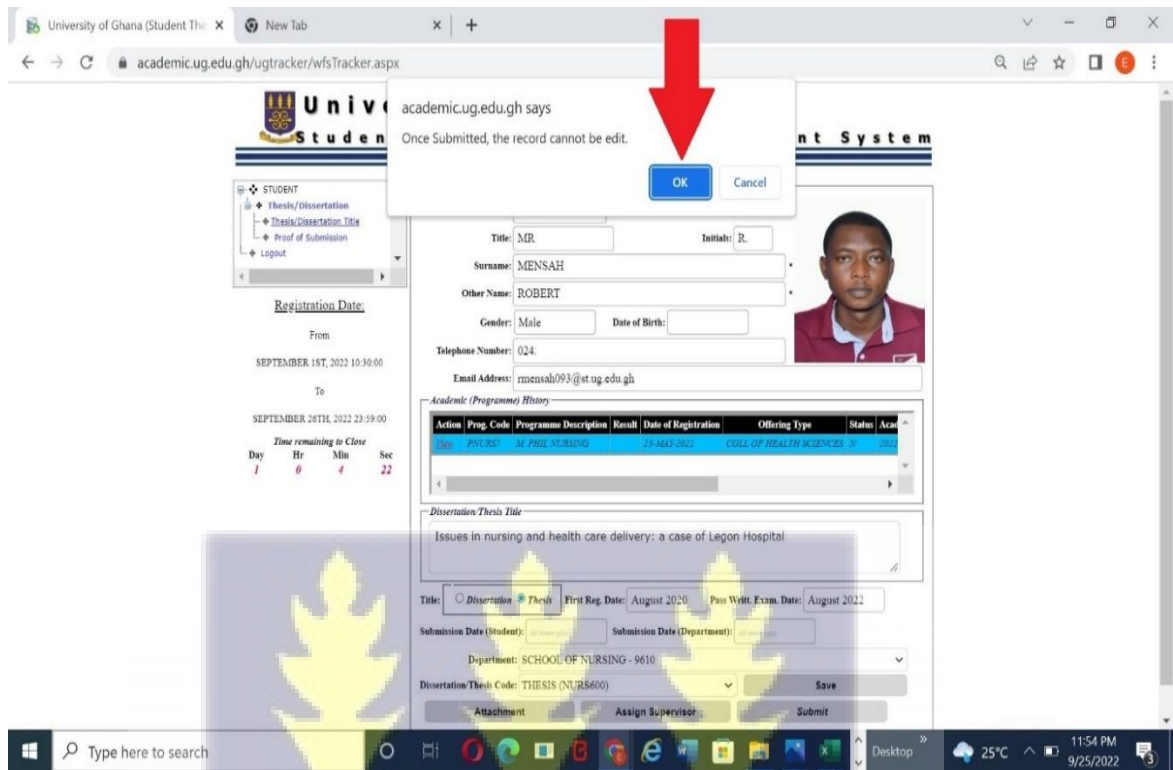 University of Ghana (Student The
New Tab
academic.ug.edu.gh/ugtracker/wfsTracker.aspx
E
Unive
Studen
nt System
academic.ug.edu.gh says
Once Submitted, the record cannot be edit.
OK
Cancel
STUDENT
Thesis/Dissertation
Thesis/Dissertation Title
Proof of Submission
Logout
Registration Date:
From
SEPTEMBER 1ST, 2022 10:30:00
To
SEPTEMBER 26TH, 2022 23:59:00
Time remaining to Close
Day Hr Min Sec
1 0 4 22
Title: MR Initials: R.
Surname: MENSAH
Other Name: ROBERT
Gender: Male Date of Birth:
Telephone Number: 024.
Email Address: rmensah093@st.ug.edu.gh
Academic (Programme) History
Action Prog. Code Programme Description Result Date of Registration Offering Type Status Acad
M. PHIL NURSING 23-MAY-2022 COLL OF HEALTH SCIENCES N 2022
Dissertation/Thesis Title
Issues in nursing and health care delivery: a case of Legon Hospital
Title: Dissertation Thesis First Reg. Date: August 2020 Pass Writt. Exam. Date: August 2022
Submission Date (Student): Submission Date (Department):
Department: SCHOOL OF NURSING - 9610
Dissertation/Thesis Code: THESIS (NURS600) Save
Attachment Assign Supervisor Submit
Type here to search
Desktop
25°C
11:54 PM
9/25/2022
3